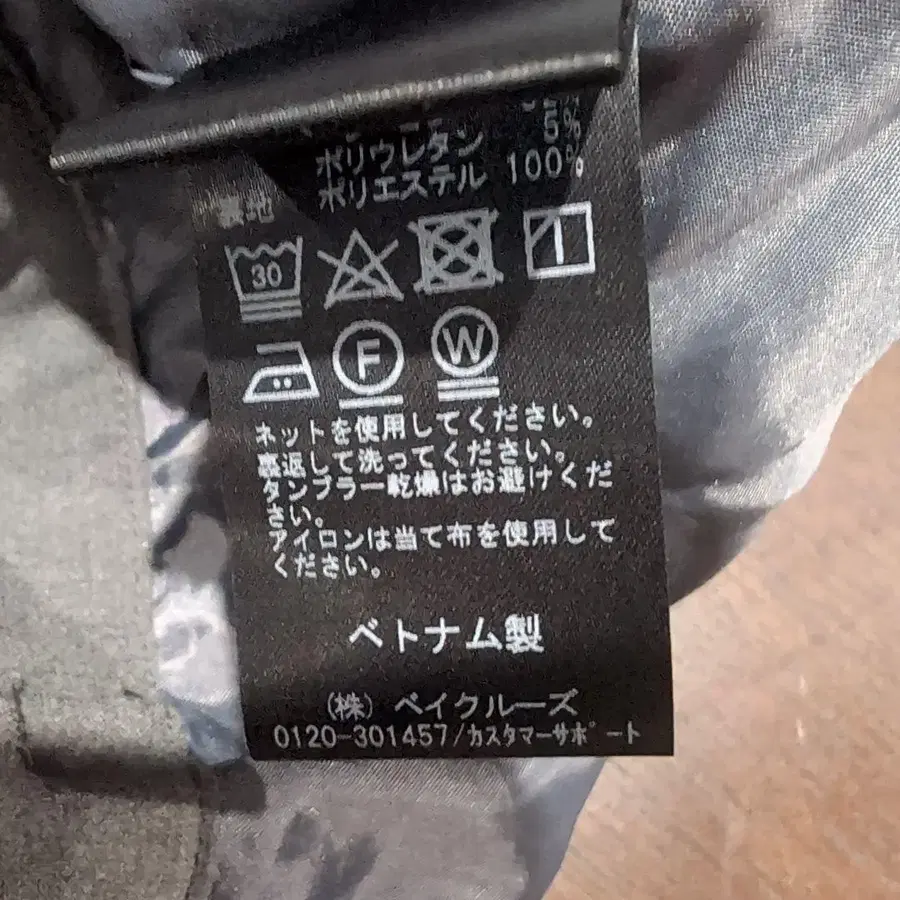 5%
ポリウレタン
裏地 ポリエステル 100%
30
F W
ネットを使用してください。
裏返して洗ってください。
タンブラー乾燥はお避けくだ
さい。
アイロンは当て布を使用して
ください。
ベトナム製
(株) ベイクルーズ
0120-301457/カスタマーサポート